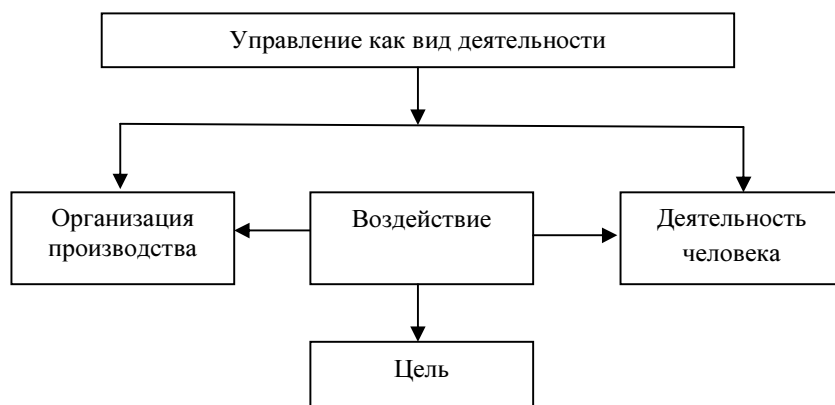 Управление как вид деятельности
Организация
производства
Воздействие
Деятельность
человека
Цель